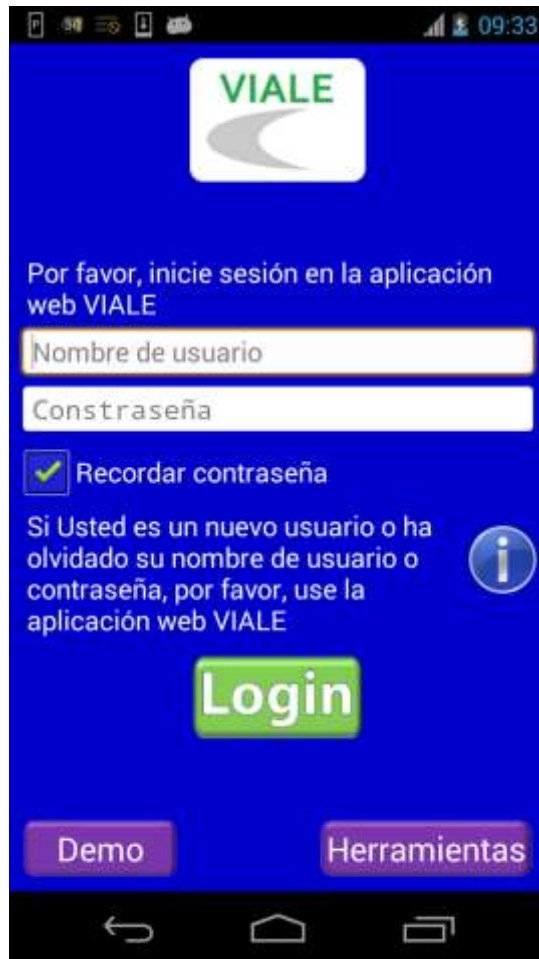 09:33
VIALE
Por favor, inicie sesión en la aplicación
web VIALE
Nombre de usuario
Constraseña
Recordar contraseña
Si Usted es un nuevo usuario o ha
olvidado su nombre de usuario o
contraseña, por favor, use la
aplicación web VIALE
Login
Demo
Herramientas